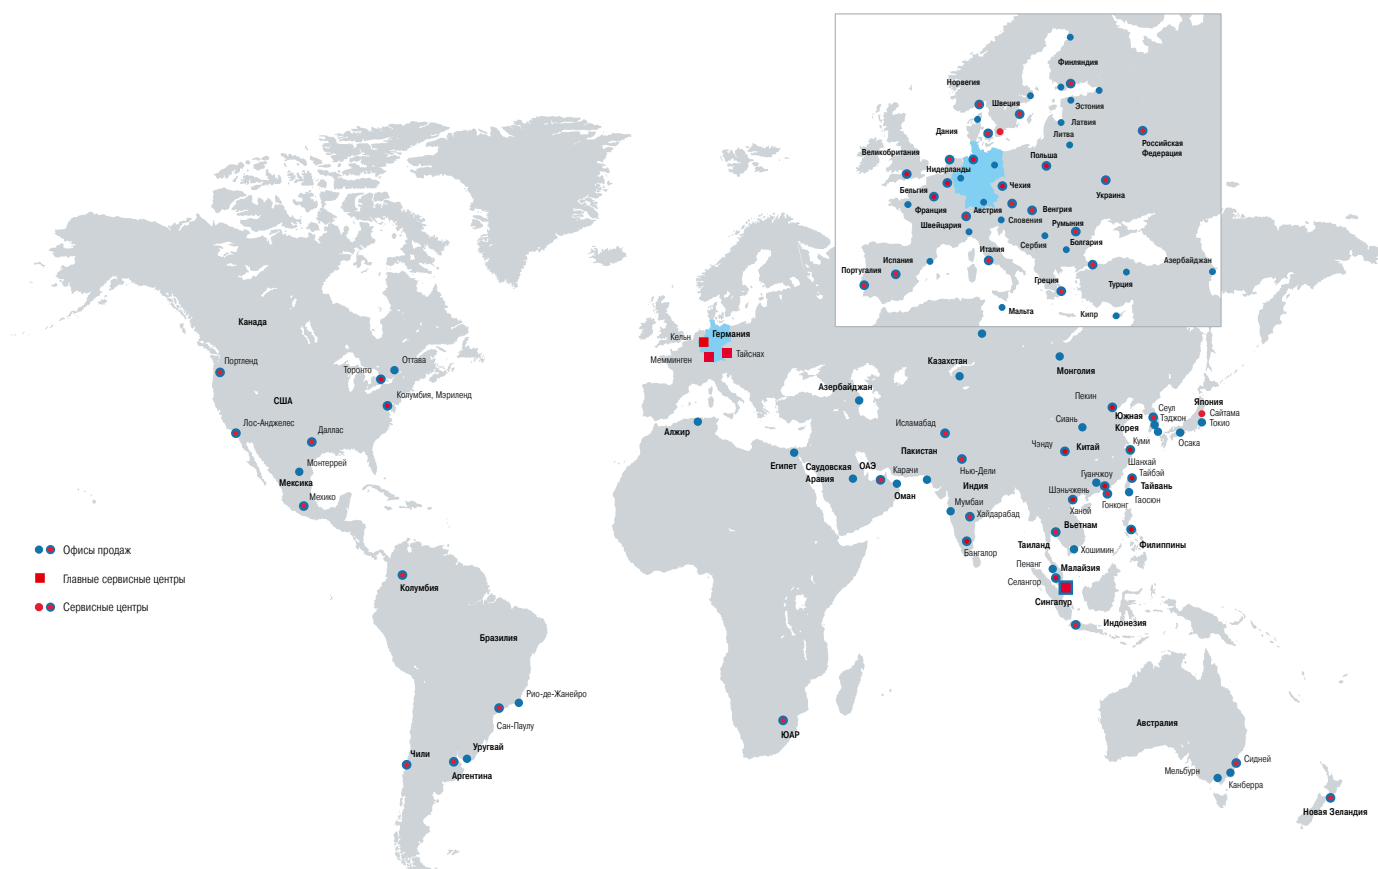 Финляндия
Норвегия
Швеция
Эстония
Латвия
Дания
Литва
Российская
Федерация
Великобритания
Польша
Нидерланды
Чехия
Бельгия
Украина
Франция
Австрия
Венгрия
Словения
Румыния
Швейцария
Сербия
Болгария
Италия
Испания
Азербайджан
Португалия
Греция
Турция
Мальта
Кипр
Канада
Портленд
Оттава
Торонто
США
Колумбия, Мэриленд
Лос-Анджелес
Даллас
Монтеррей
Мексика
Мехико
Офисы продаж
Главные сервисные центры
Сервисные центры
Колумбия
Бразилия
Рио-де-Жанейро
Сан-Паулу
Уругвай
Чили
Аргентина
Кельн
Германия
Мемминген
Тайснах
Казахстан
Монголия
Азербайджан
Алжир
Египет
Саудовская
Аравия
ОАЭ
Оман
Карачи
Исламабад
Пакистан
Нью-Дели
Индия
Мумбаи
Хайдарабад
Бангалор
Пекин
Сиань
Южная
Корея
Сеул
Тэджон
Куми
Япония
Сайтама
Токио
Осака
Чэнду
Китай
Шанхай
Тайбэй
Тайвань
Гаосюн
Гуанчжоу
Шэньчжень
Гонконг
Ханой
Вьетнам
Таиланд
Хошимин
Филиппины
Пенанг
Малайзия
Селангор
Сингапур
Индонезия
ЮАР
Австралия
Сидней
Мельбурн
Канберра
Новая Зеландия